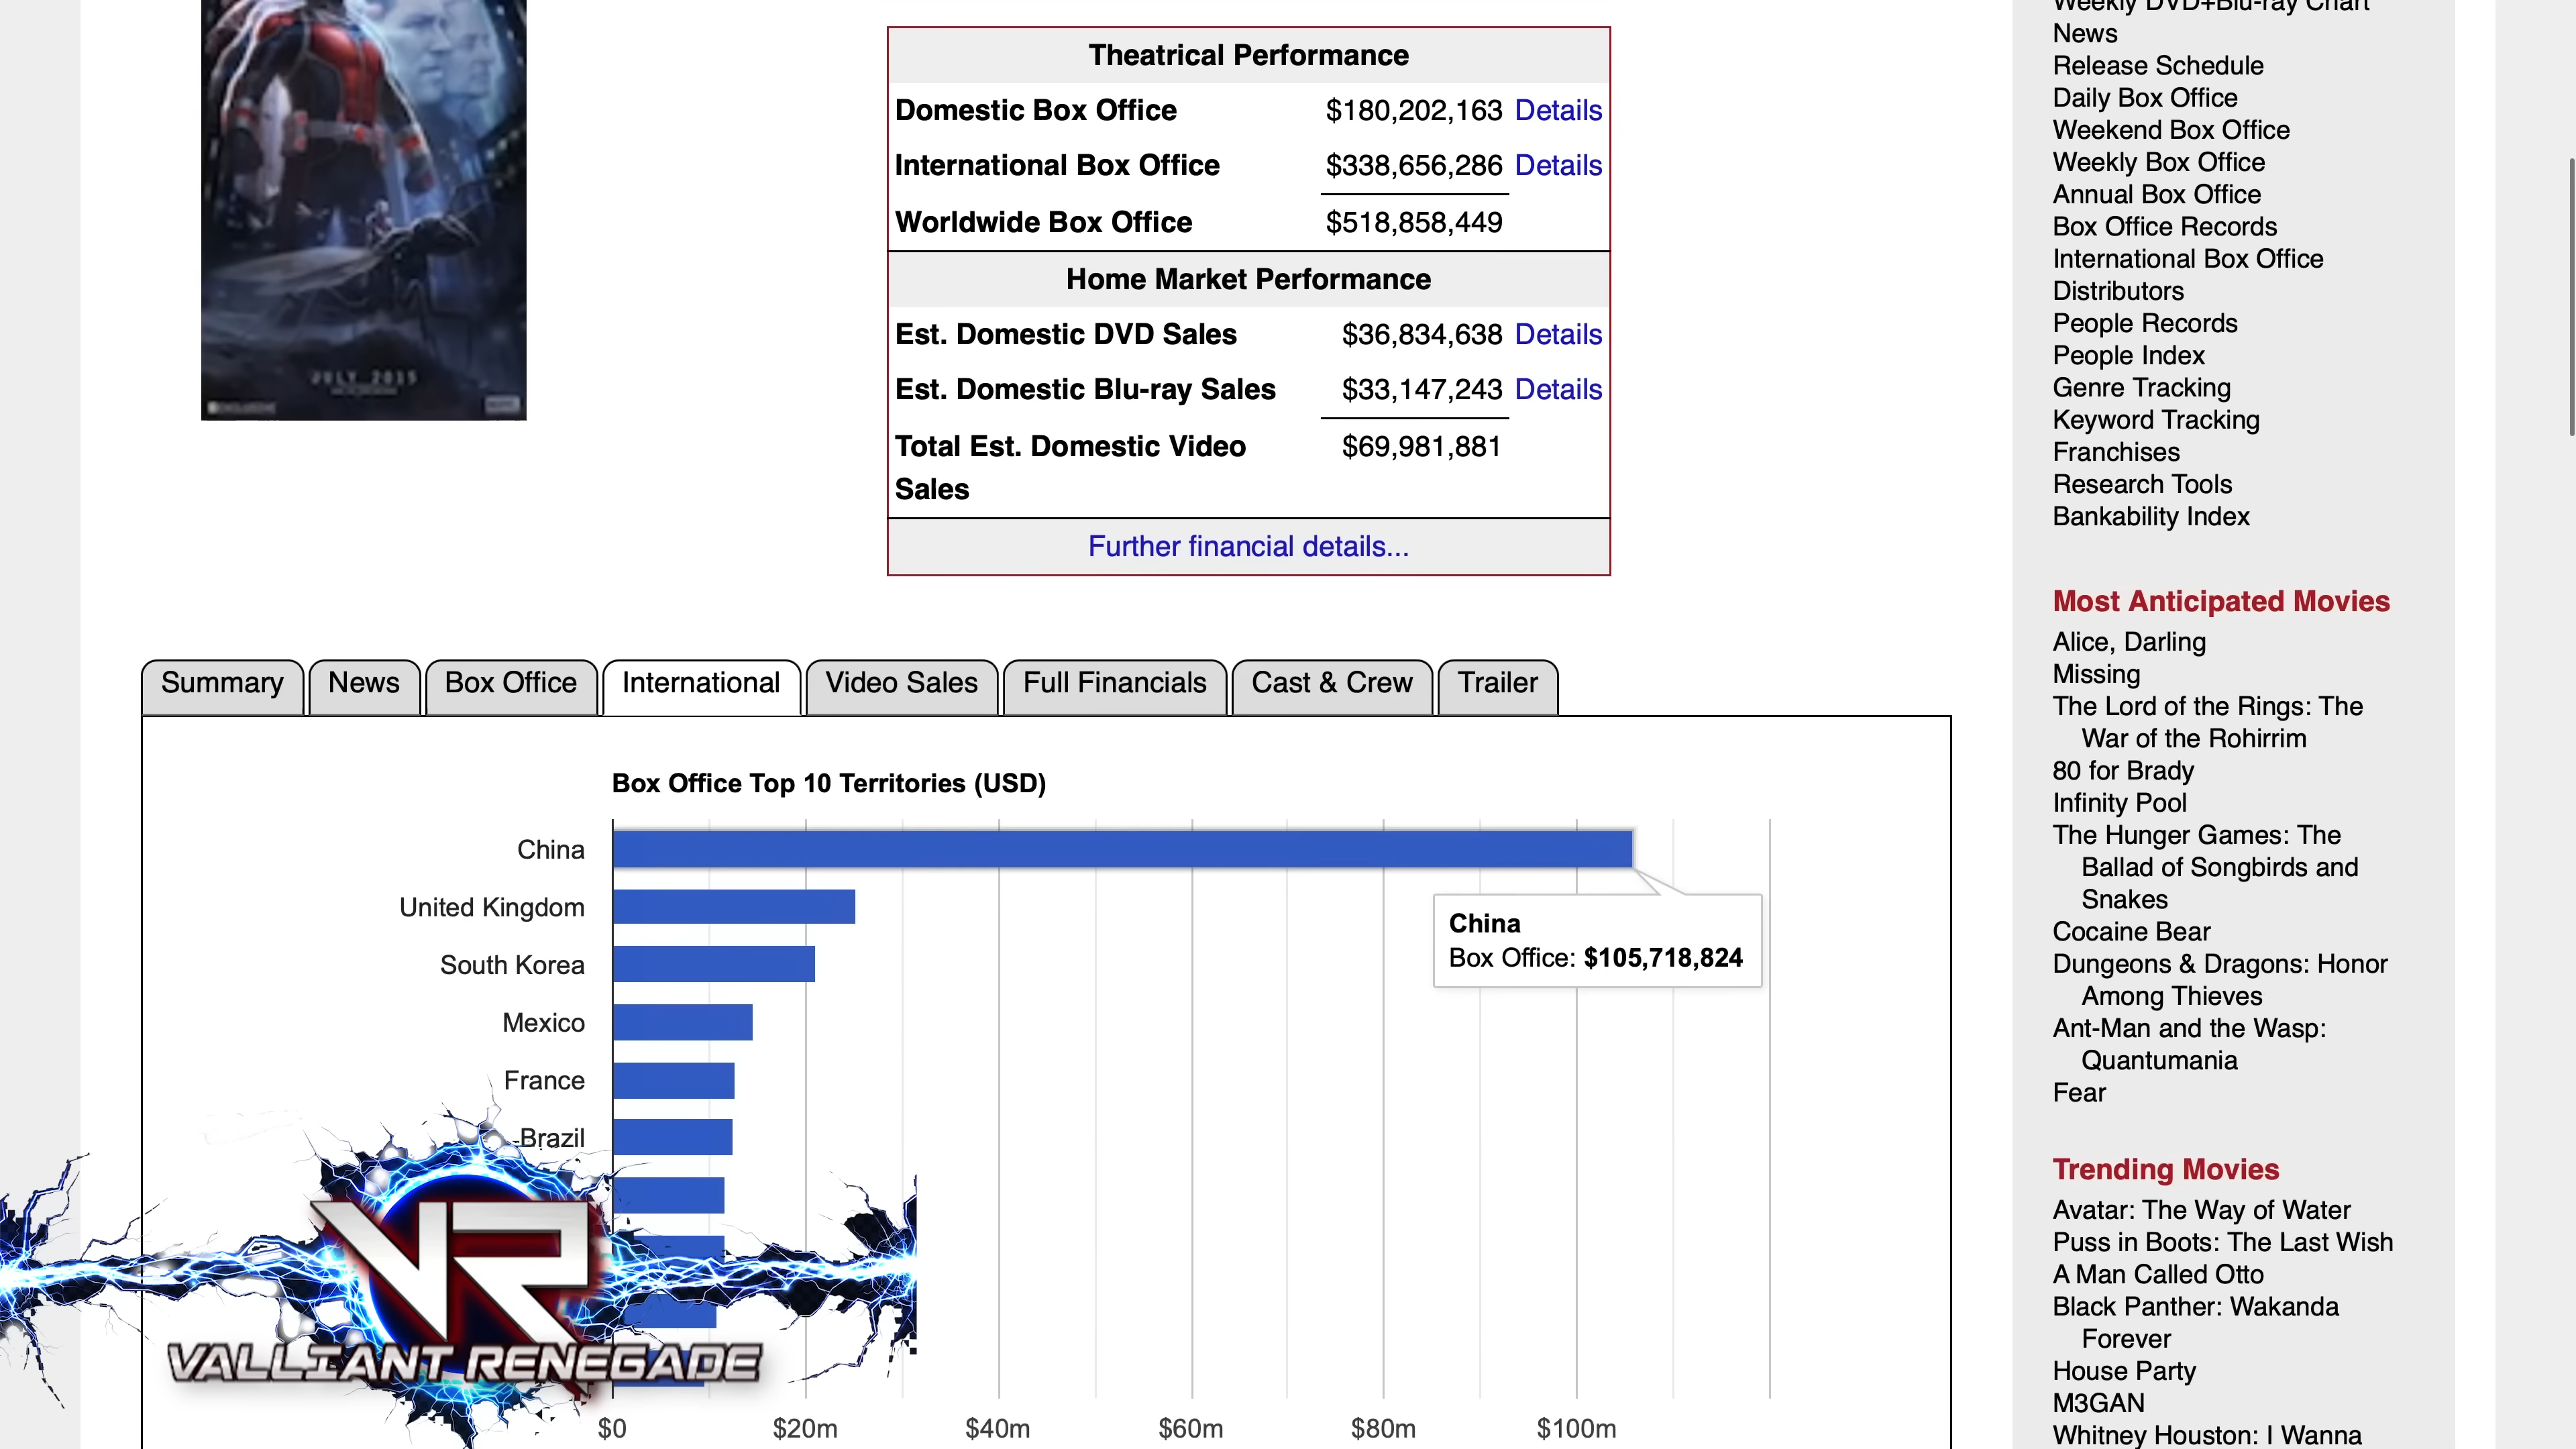 JULY 2015
Theatrical Performance
Domestic Box Office $180,202,163 Details
International Box Office $338,656,286 Details
Worldwide Box Office $518,858,449
Home Market Performance
Est. Domestic DVD Sales $36,834,638 Details
Est. Domestic Blu-ray Sales $33,147,243 Details
Total Est. Domestic Video $69,981,881
Sales
Further financial details...
Summary News Box Office International Video Sales Full Financials Cast & Crew Trailer
Box Office Top 10 Territories (USD)
China
United Kingdom
South Korea
Mexico
France
Brazil
China
Box Office: $105,718,824
$0 $20m $40m $60m $80m $100m
VR
VALLIANT RENEGADE
Weekly DVD+Blu-ray Chart
News
Release Schedule
Daily Box Office
Weekend Box Office
Weekly Box Office
Annual Box Office
Box Office Records
International Box Office
Distributors
People Records
People Index
Genre Tracking
Keyword Tracking
Franchises
Research Tools
Bankability Index
Most Anticipated Movies
Alice, Darling
Missing
The Lord of the Rings: The
War of the Rohirrim
80 for Brady
Infinity Pool
The Hunger Games: The
Ballad of Songbirds and
Snakes
Cocaine Bear
Dungeons & Dragons: Honor
Among Thieves
Ant-Man and the Wasp:
Quantumania
Fear
Trending Movies
Avatar: The Way of Water
Puss in Boots: The Last Wish
A Man Called Otto
Black Panther: Wakanda
Forever
House Party
M3GAN
Whitney Houston: I Wanna